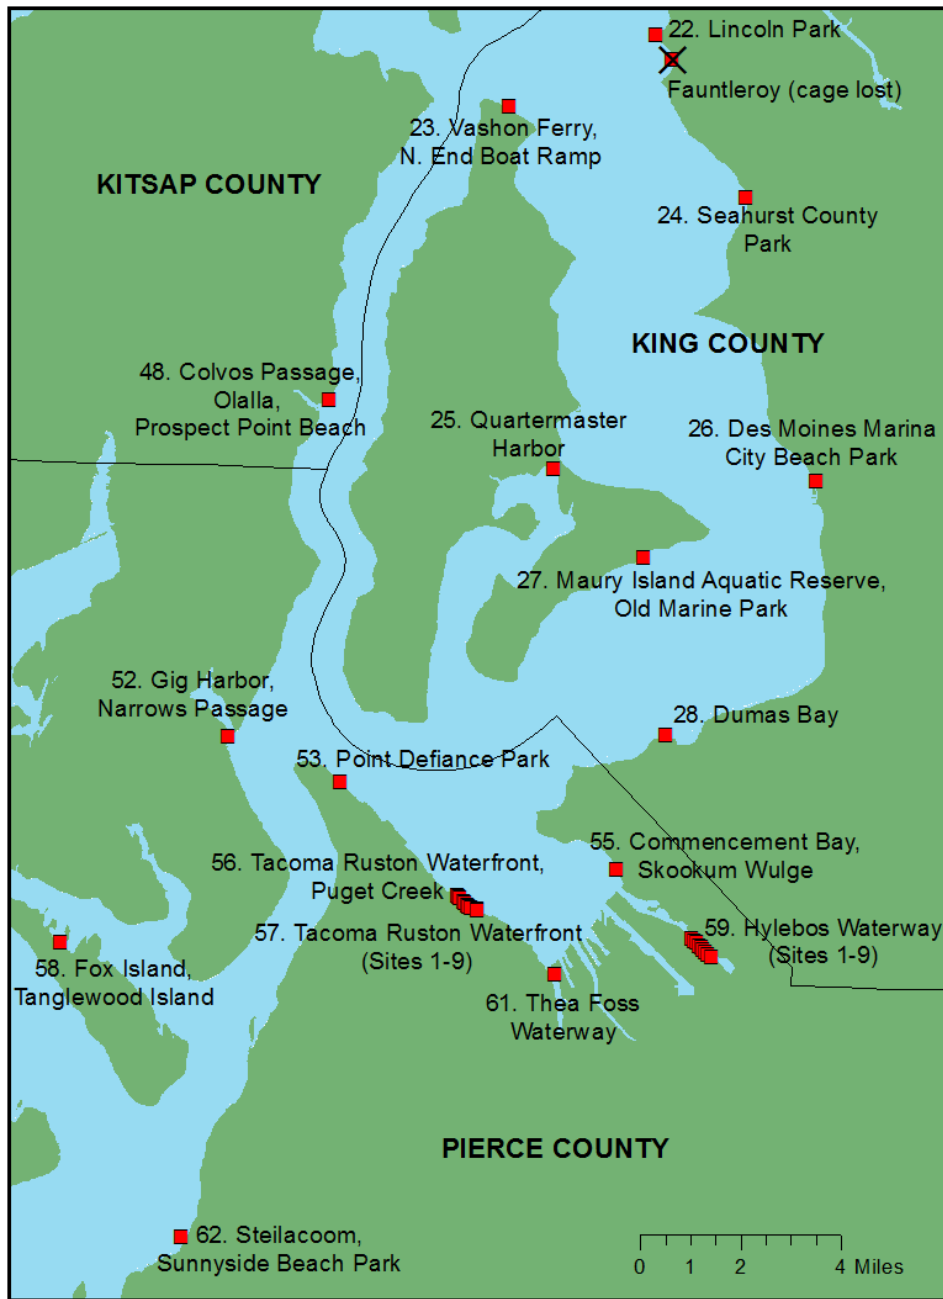 22. Lincoln Park
Fauntleroy (cage lost)
23. Vashon Ferry,
N. End Boat Ramp
KITSAP COUNTY
24. Seahurst County
Park
KING COUNTY
48. Colvos Passage,
Olalla,
Prospect Point Beach
25. Quartermaster
Harbor
26. Des Moines Marina
City Beach Park
27. Maury Island Aquatic Reserve,
Old Marine Park
52. Gig Harbor,
Narrows Passage
28. Dumas Bay
53. Point Defiance Park
55. Commencement Bay,
Skookum Wulge
56. Tacoma Ruston Waterfront,
Puget Creek
57. Tacoma Ruston Waterfront
(Sites 1-9)
59. Hylebos Waterway
(Sites 1-9)
58. Fox Island,
Tanglewood Island
61. Thea Foss
Waterway
PIERCE COUNTY
62. Steilacoom,
Sunnyside Beach Park
0 1 2 4 Miles